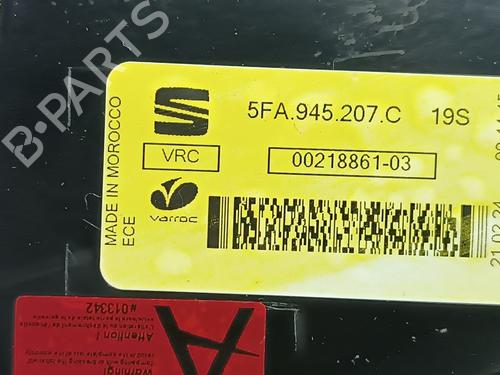 B-PARTS
MADE IN MOROCCO
ECE
5FA.945.207.C 19S
VRC
00218861-03
varroc
21.02.24
#013342
Attention !
Warning!
A